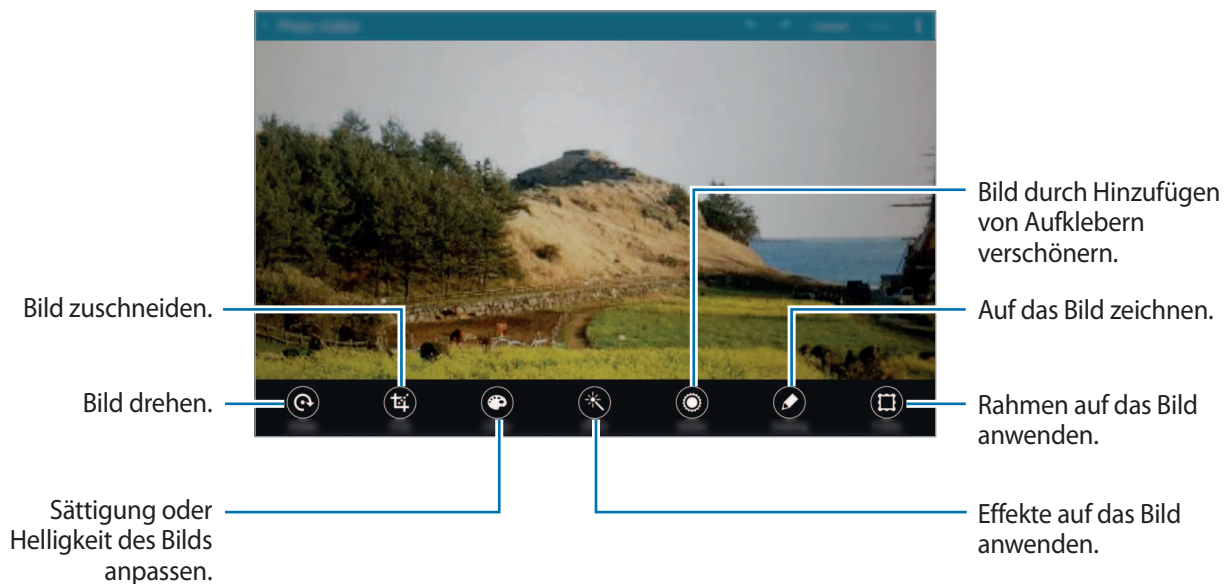 Bild durch Hinzufügen
von Aufklebern
verschönern.
Bild zuschneiden.
Auf das Bild zeichnen.
Bild drehen.
Rahmen auf das Bild
anwenden.
Sättigung oder
Helligkeit des Bilds
anpassen.
Effekte auf das Bild
anwenden.